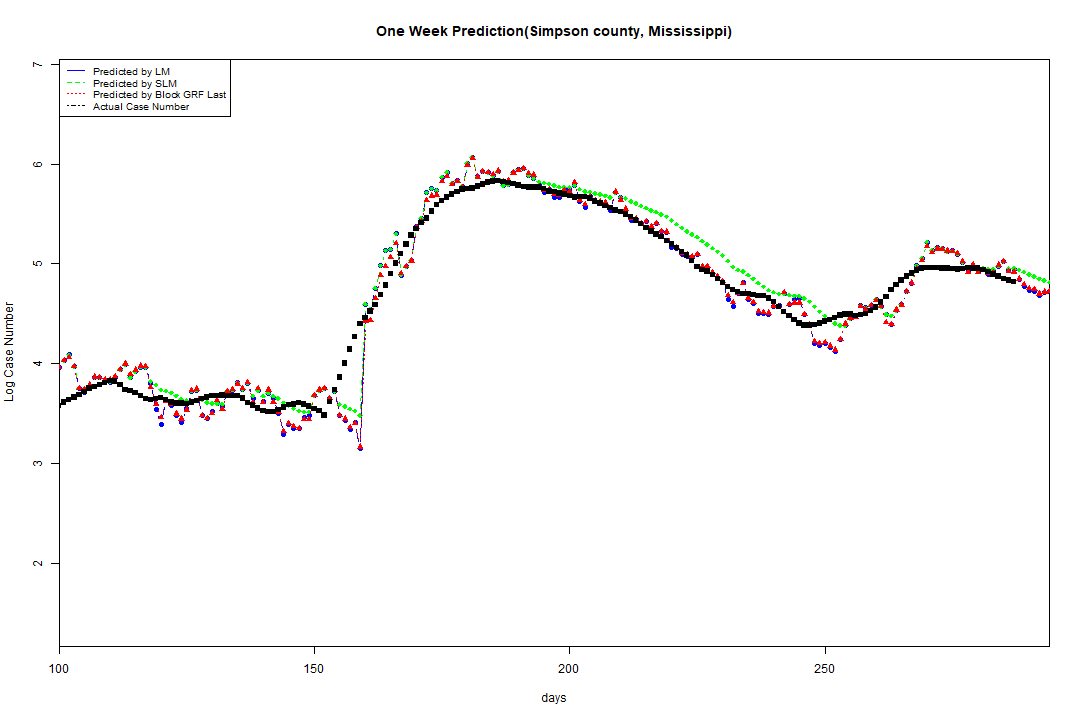 One Week Prediction(Simpson county, Mississippi)
Predicted by LM
Predicted by SLM
Predicted by Block GRF Last
Actual Case Number
7
6
5
4
3
2
Log Case Number
100 150 200 250
days